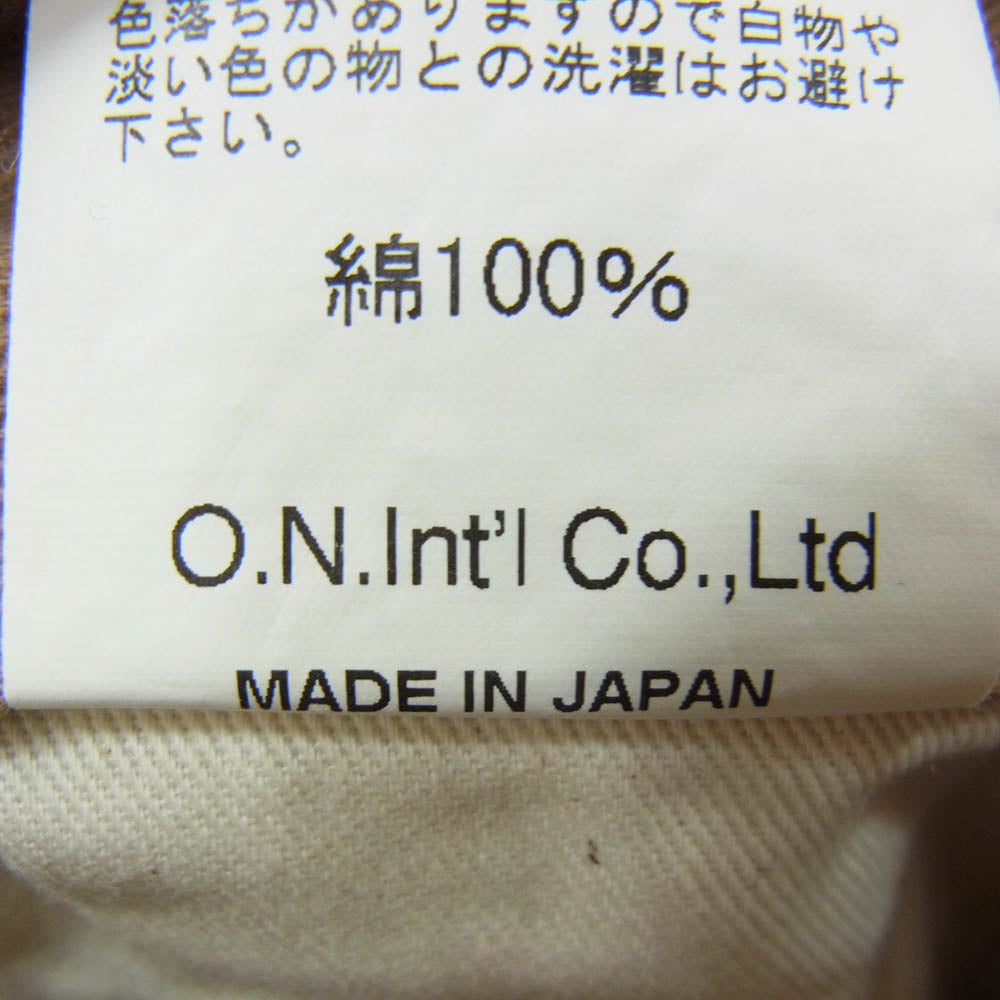 色落ちがありますので白物や
淡い色の物との洗濯はお避け
下さい。
綿100%
O.N.Int'l Co.,Ltd
MADE IN JAPAN